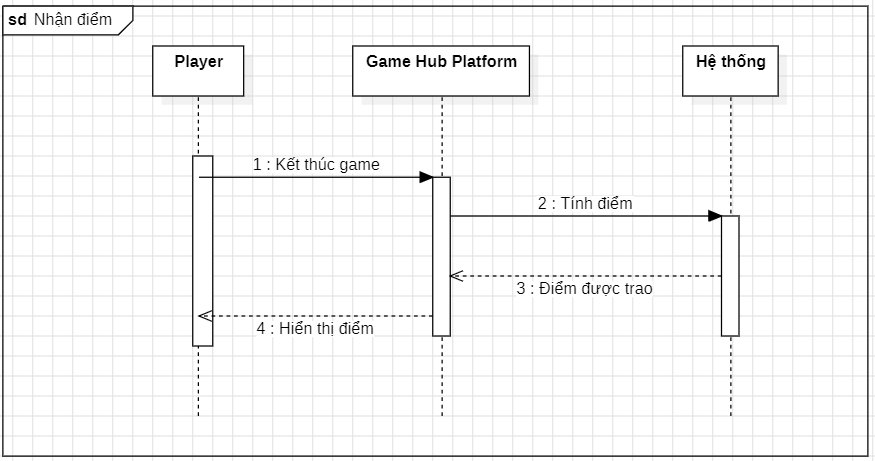 sd Nhận điểm
Player
Game Hub Platform
Hệ thống
1 : Kết thúc game
2 : Tính điểm
3 : Điểm được trao
4 : Hiển thị điểm